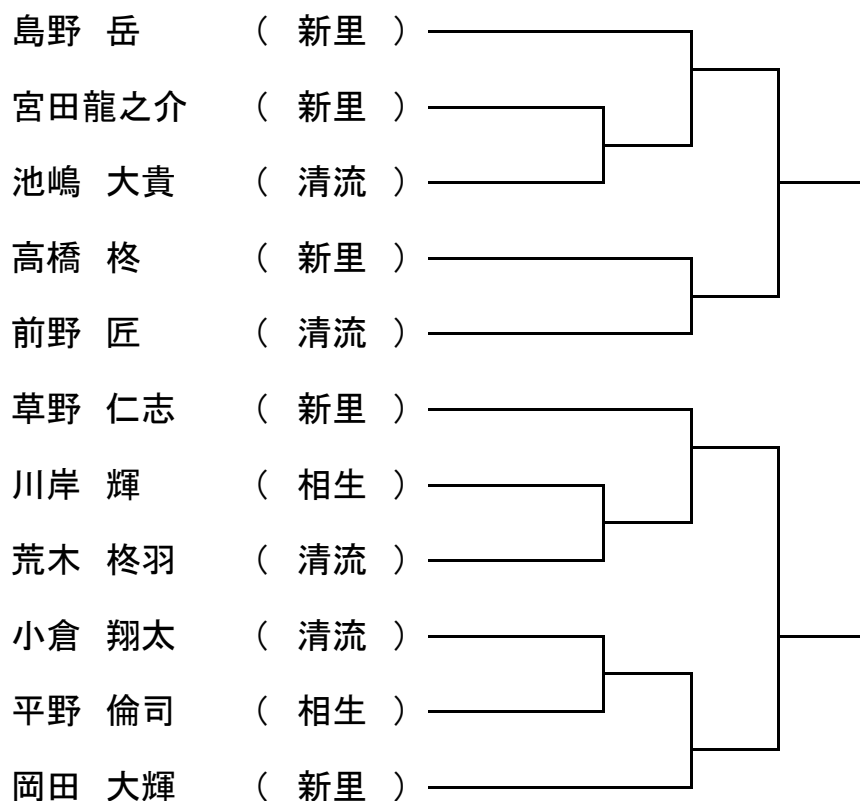 島野 岳 ( 新里 )
宮田龍之介 ( 新里 )
池嶋 大貴 ( 清流 )
高橋 柊 ( 新里 )
前野 匠 ( 清流 )
草野 仁志 ( 新里 )
川岸 輝 ( 相生 )
荒木 柊羽 ( 清流 )
小倉 翔太 ( 清流 )
平野 倫司 ( 相生 )
岡田 大輝 ( 新里 )